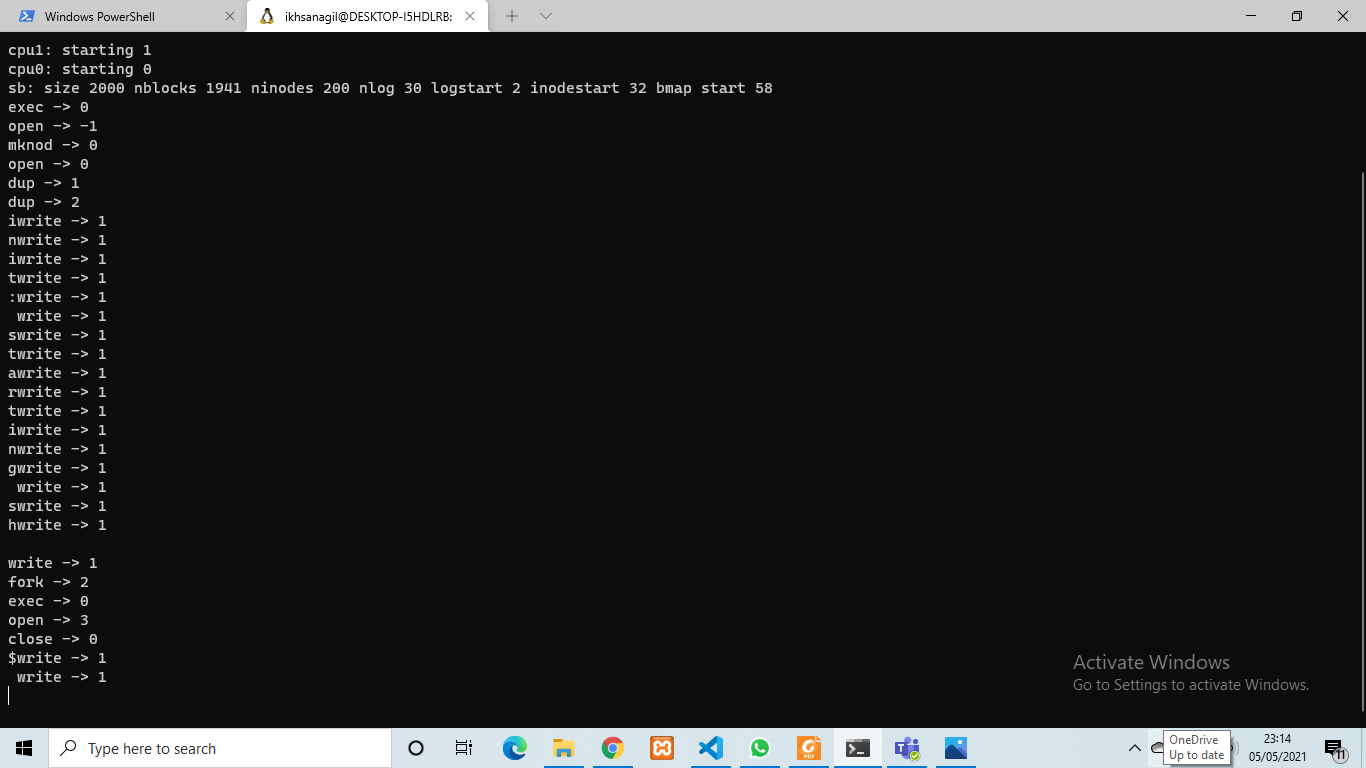 Windows PowerShell
ikhsanagil@DESKTOP-I5HDLRB:
cpu1: starting 1
cpu0: starting 0
sb: size 2000 nblocks 1941 ninodes 200 nlog 30 logstart 2 inodestart 32 bmap start 58
exec -> 0
open -> -1
mknod -> 0
open -> 0
dup -> 1
dup -> 2
iwrite -> 1
nwrite -> 1
iwrite -> 1
twrite -> 1
:write -> 1
 write -> 1
swrite -> 1
twrite -> 1
awrite -> 1
rwrite -> 1
twrite -> 1
iwrite -> 1
nwrite -> 1
gwrite -> 1
 write -> 1
swrite -> 1
hwrite -> 1
write -> 1
fork -> 2
exec -> 0
open -> 3
close -> 0
$write -> 1
 write -> 1
Activate Windows
Go to Settings to activate Windows.
Type here to search
OneDrive
Up to date
23:14
05/05/2021
11